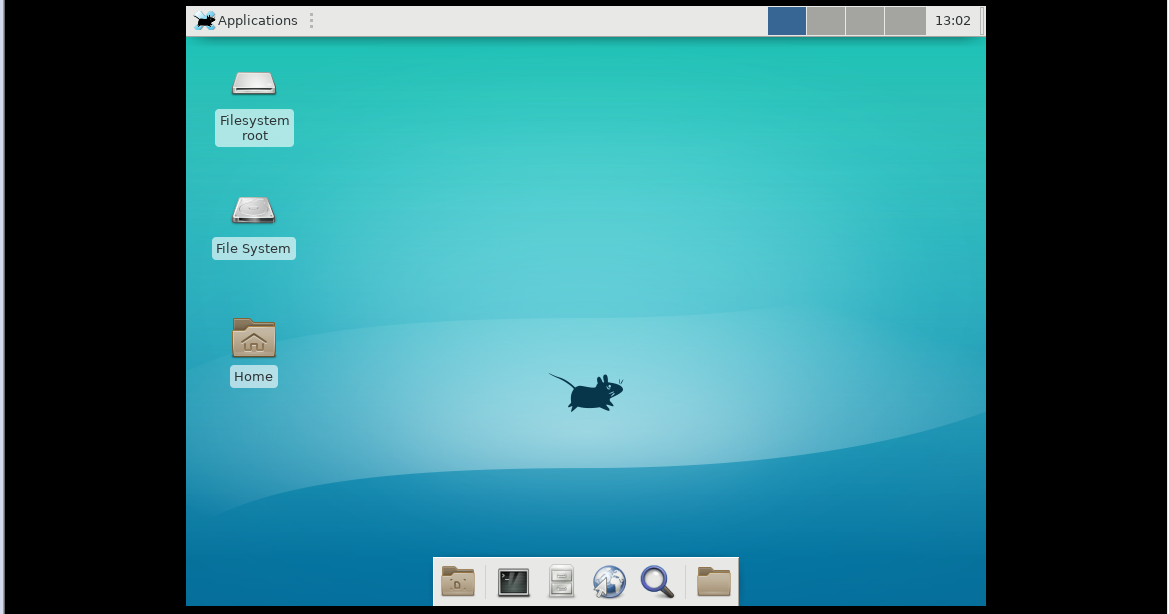 Applications
13:02
Filesystem
root
File System
Home